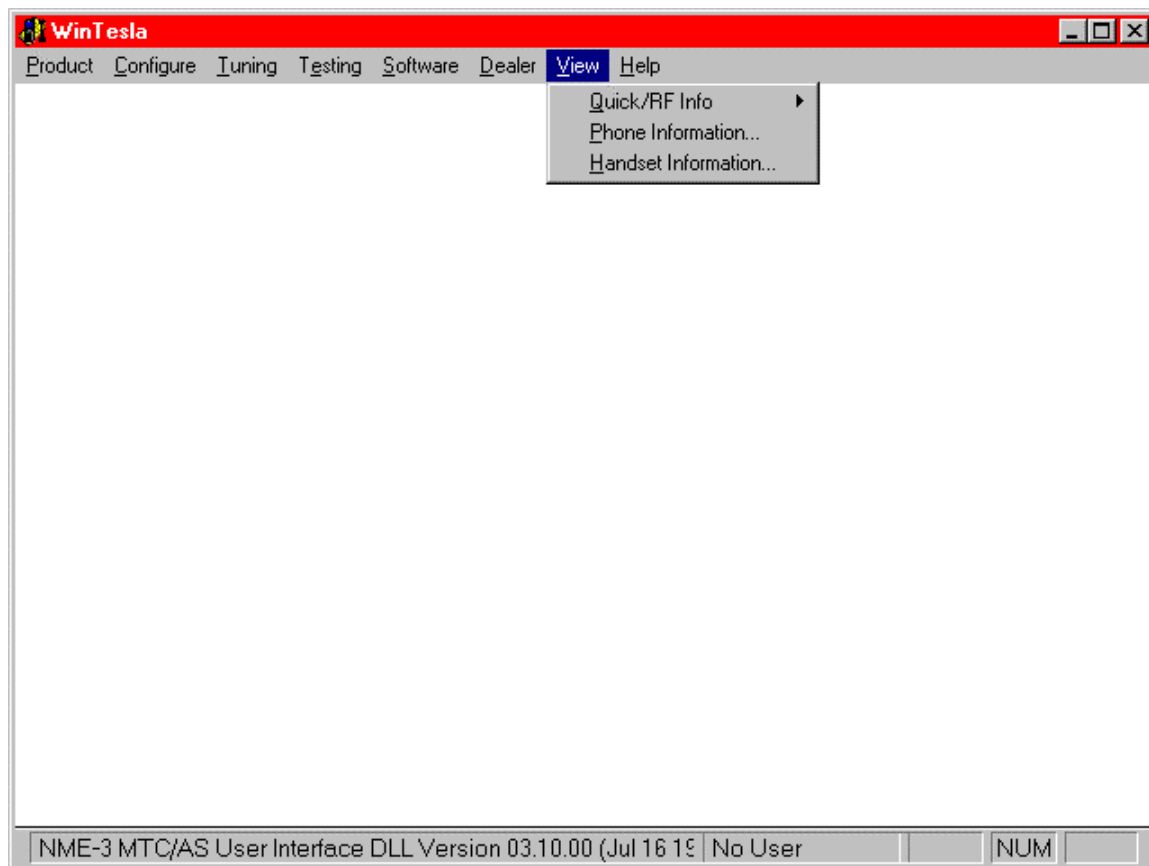 WinTesla
Product Configure Tuning Testing Software Dealer View Help
Quick/RF Info
Phone Information...
Handset Information...
NME-3 MTC/AS User Interface DLL Version 03.10.00 (Jul 16 19 No User NUM